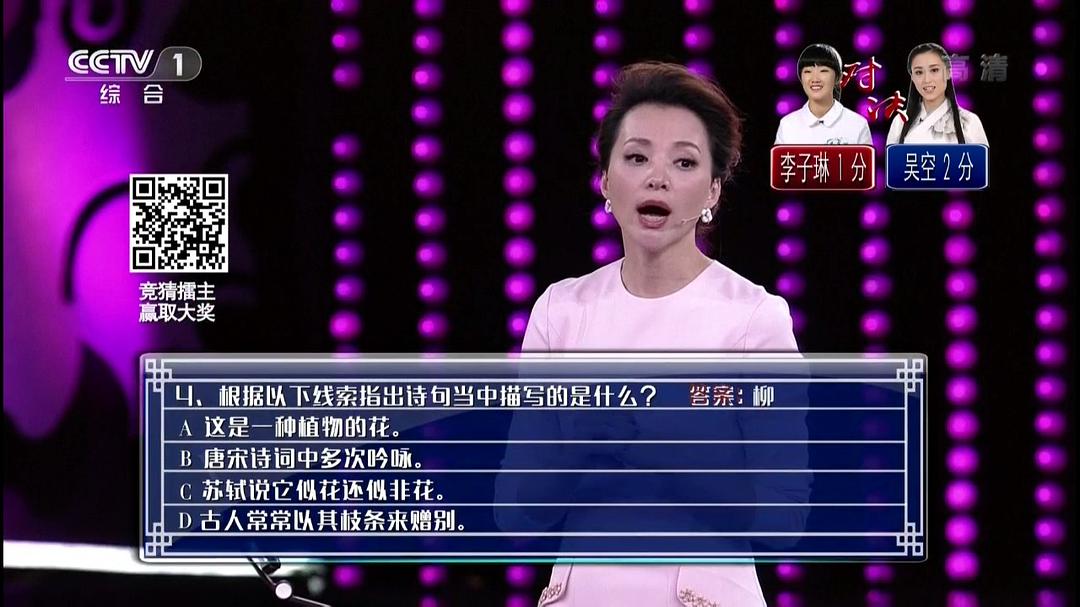 CCTV 1
综合
高清
对决
李子琳 1 分
吴空 2 分
竞猜擂主
赢取大奖
4、根据以下线索指出诗句当中描写的是什么? 答案:柳
A 这是一种植物的花。
B 唐宋诗词中多次吟咏。
C 苏轼说它似花还似非花。
D 古人常常以其枝条来赠别。